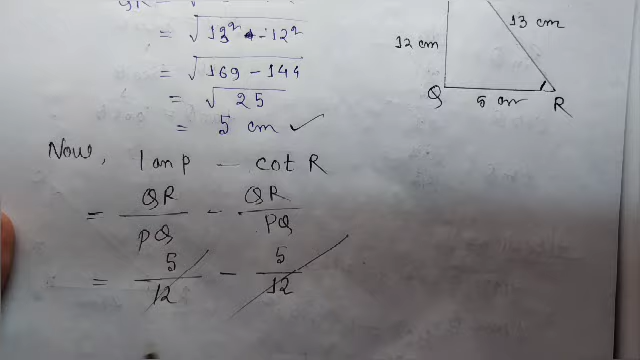 = √13² - 12²
= √169 - 144
= √25
= 5 cm ✓
12 cm
13 cm
Q
5 cm
R
Now, tan P - cot R
= QR/PQ - QR/PQ
= 5/12 - 5/12